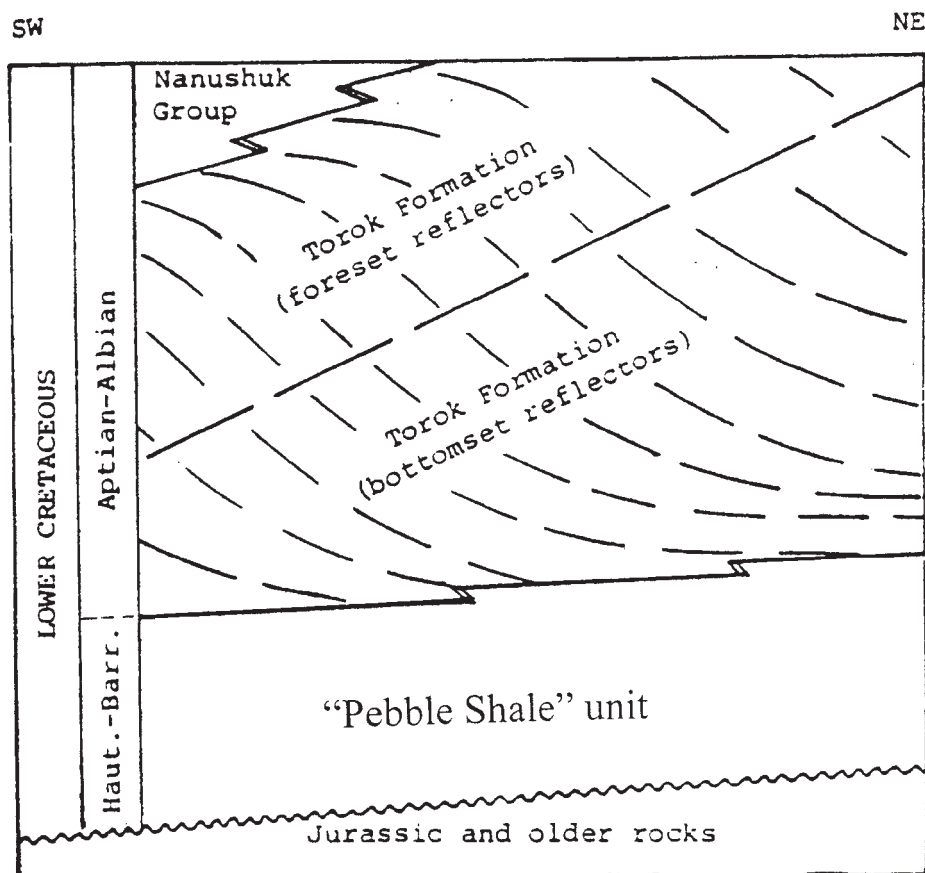 SW
NE
Nanushuk
Group
Torok Formation
(foreset reflectors)
Torok Formation
(bottomset reflectors)
LOWER CRETACEOUS
Aptian-Albian
Haut.-Barr.
“Pebble Shale” unit
Jurassic and older rocks